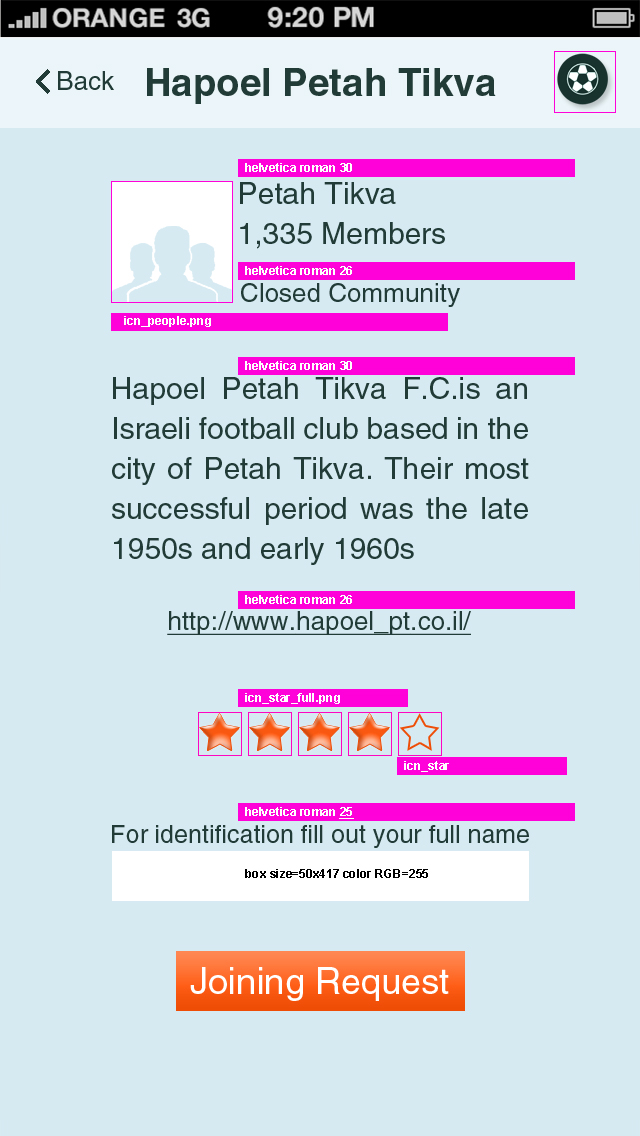 ORANGE 3G 9:20 PM
Back Hapoel Petah Tikva
helvetica roman 30
Petah Tikva
1,335 Members
helvetica roman 26
Closed Community
icn_people.png
helvetica roman 30
Hapoel Petah Tikva F.C.is an
Israeli football club based in the
city of Petah Tikva. Their most
successful period was the late
1950s and early 1960s
helvetica roman 26
http://www.hapoel_pt.co.il/
icn_star_full.png
icn_star
helvetica roman 25
For identification fill out your full name
box size=50x417 color RGB=255
Joining Request